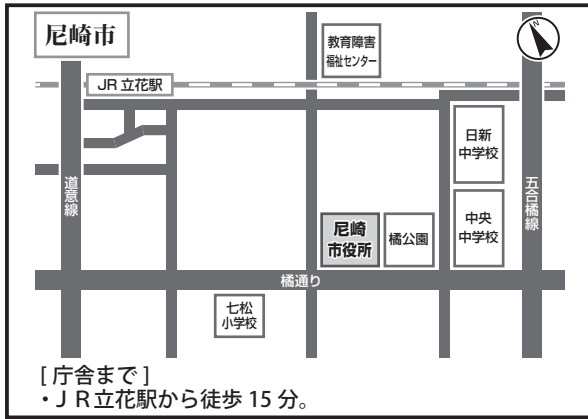 尼崎市
教育障害
福祉センター
N
JR 立花駅
日新
中学校
道意線
五合橘線
尼崎
市役所
橘公園
中央
中学校
橘通り
七松
小学校
[ 庁舎まで ]
・ＪＲ立花駅から徒歩 15 分。